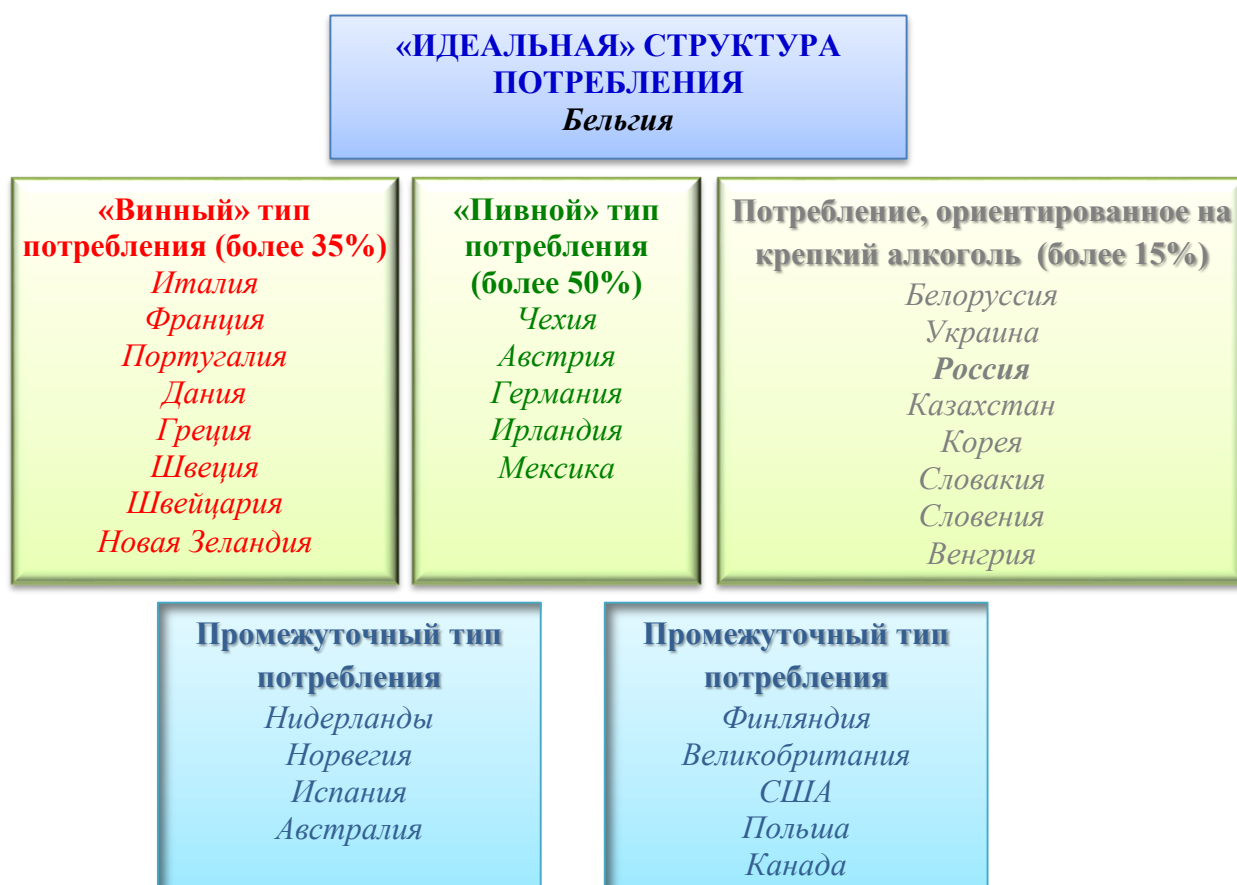 «ИДЕАЛЬНАЯ» СТРУКТУРА
ПОТРЕБЛЕНИЯ
Бельгия
«Винный» тип
потребления (более 35%)
Италия
Франция
Португалия
Дания
Греция
Швеция
Швейцария
Новая Зеландия
«Пивной» тип
потребления
(более 50%)
Чехия
Австрия
Германия
Ирландия
Мексика
Потребление, ориентированное на
крепкий алкоголь (более 15%)
Белоруссия
Украина
Россия
Казахстан
Корея
Словакия
Словения
Венгрия
Промежуточный тип
потребления
Нидерланды
Норвегия
Испания
Австралия
Промежуточный тип
потребления
Финляндия
Великобритания
США
Польша
Канада